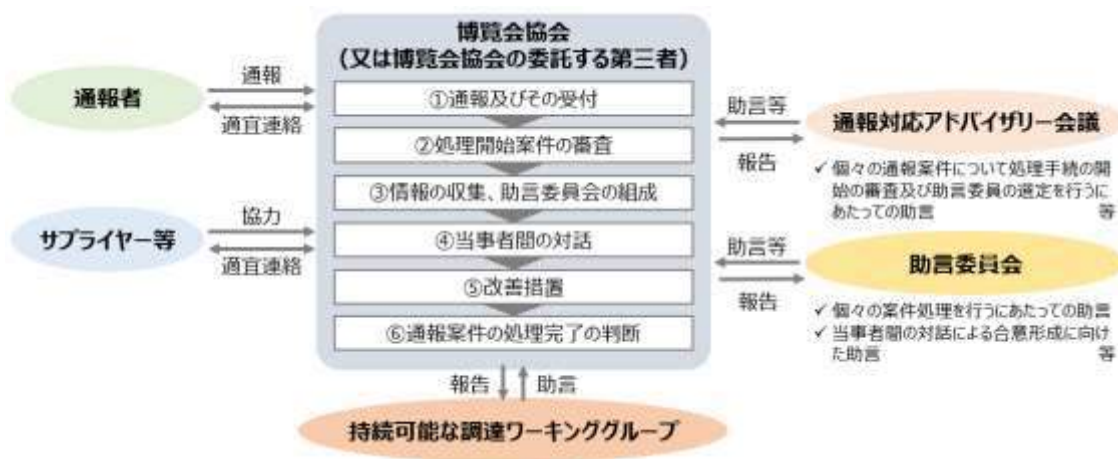 博覧会協会
（又は博覧会協会の委託する第三者）
通報者
通報
適宜連絡
サプライヤー等
協力
適宜連絡
①通報及びその受付
②処理開始案件の審査
③情報の収集、助言委員会の組成
④当事者間の対話
⑤改善措置
⑥通報案件の処理完了の判断
助言等
報告
通報対応アドバイザリー会議
✓ 個々の通報案件について処理手続の開
始の審査及び助言委員の選定を行うに
あたっての助言 等
助言等
報告
助言委員会
✓ 個々の案件処理を行うにあたっての助言
✓ 当事者間の対話による合意形成に向け
た助言 等
報告
助言
持続可能な調達ワーキンググループ